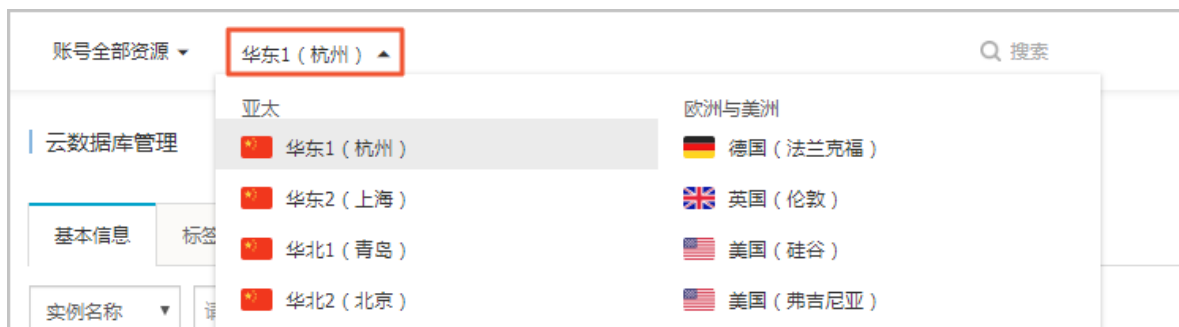 账号全部资源
华东1（杭州）
搜索
亚太
欧洲与美洲
云数据库管理
华东1（杭州）
德国（法兰克福）
华东2（上海）
英国（伦敦）
基本信息
标签
华北1（青岛）
美国（硅谷）
华北2（北京）
美国（弗吉尼亚）
实例名称